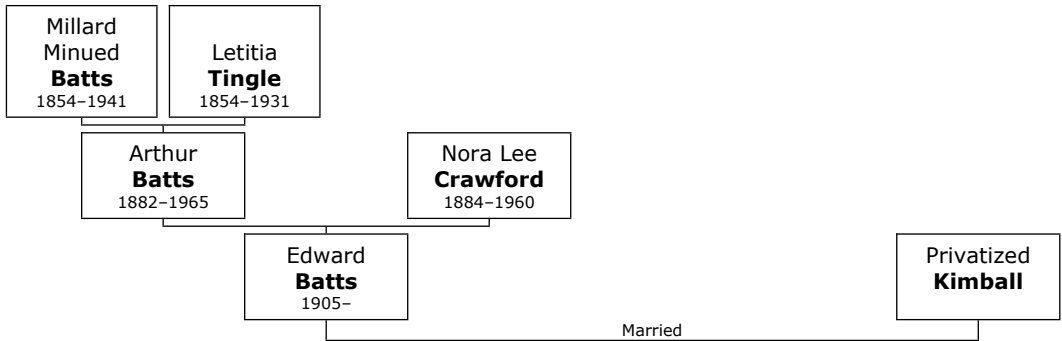 Millard
Minued
Batts
1854–1941
Letitia
Tingle
1854–1931
Arthur
Batts
1882–1965
Nora Lee
Crawford
1884–1960
Edward
Batts
1905–
Privatized
Kimball
Married